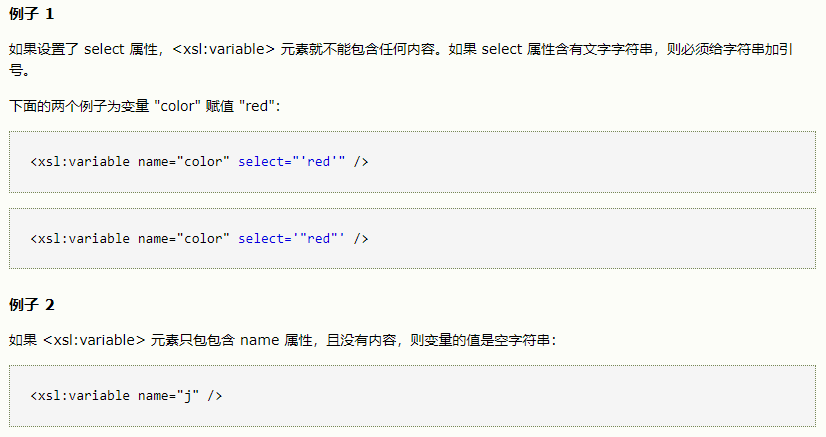 例子 1
如果设置了 select 属性，<xsl:variable> 元素就不能包含任何内容。如果 select 属性含有文字字符串，则必须给字符串加引
号。
下面的两个例子为变量 "color" 赋值 "red"：
<xsl:variable name="color" select="'red'" />
<xsl:variable name="color" select='"red"' />
例子 2
如果 <xsl:variable> 元素只包包含 name 属性，且没有内容，则变量的值是空字符串：
<xsl:variable name="j" />